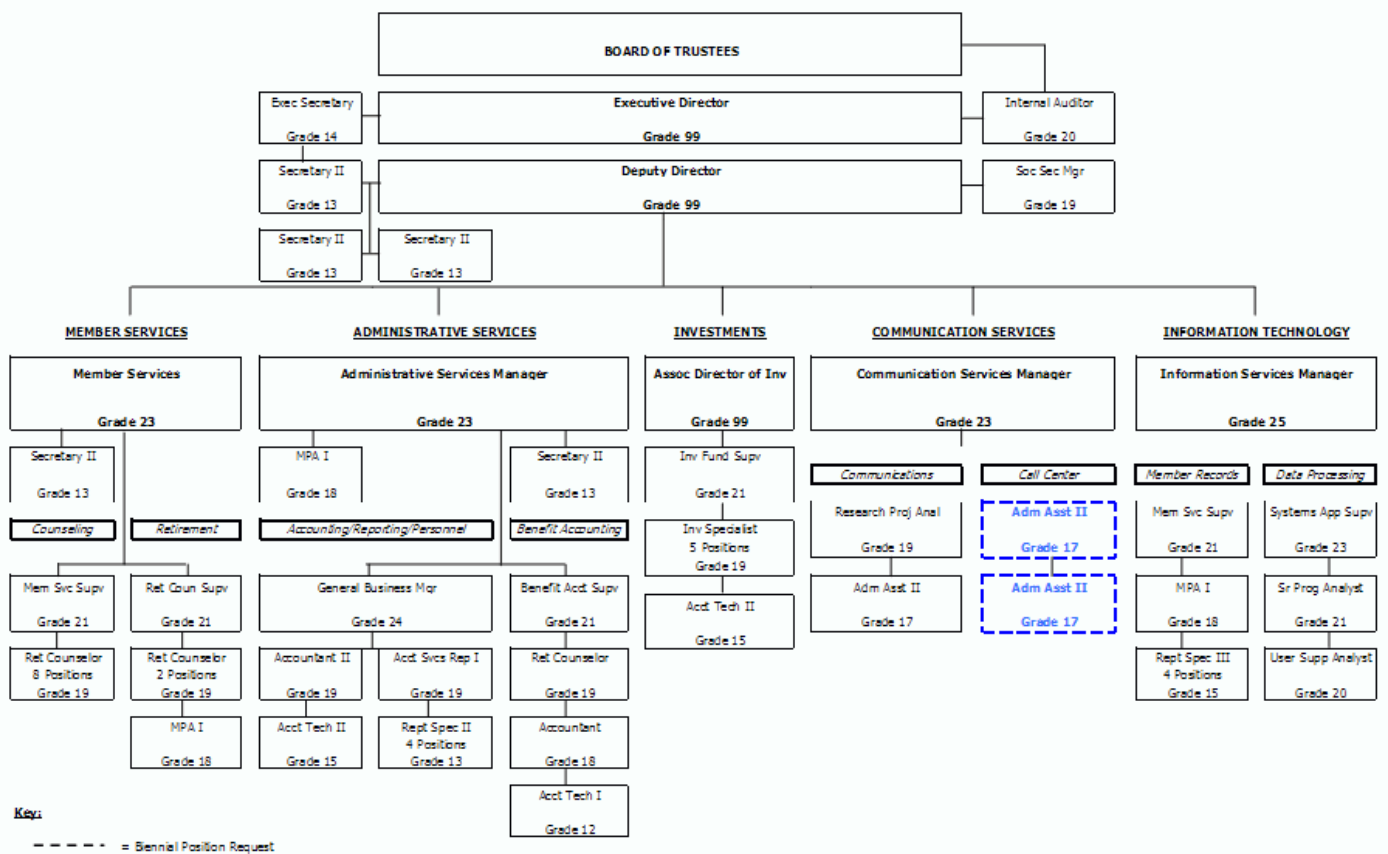 BOARD OF TRUSTEES
Exec Secretary
Grade 14
Executive Director
Grade 99
Internal Auditor
Grade 20
Secretary II
Grade 13
Deputy Director
Grade 99
Soc Sec Mgr
Grade 19
Secretary II
Grade 13
Secretary II
Grade 13
MEMBER SERVICES
Member Services
Grade 23
Secretary II
Grade 13
Counseling
Retirement
Mem Svc Supv
Grade 21
Ret Coun Supv
Grade 21
Ret Counselor
8 Positions
Grade 19
Ret Counselor
2 Positions
Grade 19
MPA I
Grade 18
ADMINISTRATIVE SERVICES
Administrative Services Manager
Grade 23
MPA I
Grade 18
Secretary II
Grade 13
Accounting/Reporting/Personnel
Benefit Accounting
General Business Mgr
Grade 24
Benefit Acct Supv
Grade 21
Accountant II
Grade 19
Acct Svcs Rep I
Grade 19
Ret Counselor
Grade 19
Acct Tech II
Grade 15
Rept Spec II
4 Positions
Grade 13
Accountant
Grade 18
Acct Tech I
Grade 12
INVESTMENTS
Assoc Director of Inv
Grade 99
Inv Fund Supv
Grade 21
Inv Specialist
5 Positions
Grade 19
Acct Tech II
Grade 15
COMMUNICATION SERVICES
Communication Services Manager
Grade 23
Communications
Call Center
Research Proj Anal
Grade 19
Adm Asst II
Grade 17
Adm Asst II
Grade 17
Adm Asst II
Grade 17
INFORMATION TECHNOLOGY
Information Services Manager
Grade 25
Member Records
Data Processing
Mem Svc Supv
Grade 21
Systems App Supv
Grade 23
MPA I
Grade 18
Sr Prog Analyst
Grade 21
Rept Spec III
4 Positions
Grade 15
User Supp Analyst
Grade 20
Key:
= Biennial Position Request